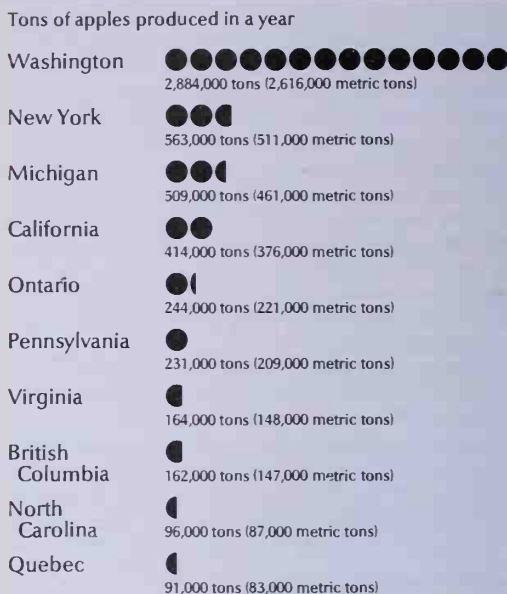 Tons of apples produced in a year
Washington
2,884,000 tons (2,616,000 metric tons)
New York
563,000 tons (511,000 metric tons)
Michigan
509,000 tons (461,000 metric tons)
California
414,000 tons (376,000 metric tons)
Ontario
244,000 tons (221,000 metric tons)
Pennsylvania
231,000 tons (209,000 metric tons)
Virginia
164,000 tons (148,000 metric tons)
British
Columbia
162,000 tons (147,000 metric tons)
North
Carolina
96,000 tons (87,000 metric tons)
Quebec
91,000 tons (83,000 metric tons)